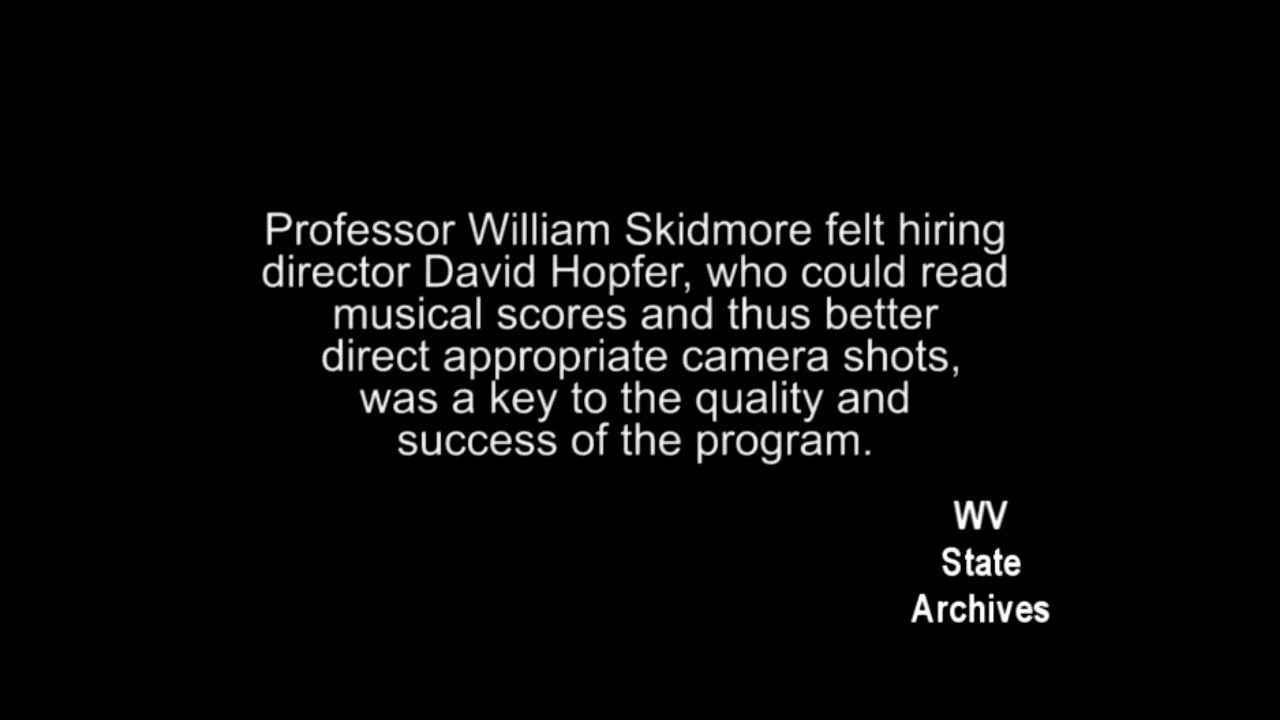 Professor William Skidmore felt hiring
director David Hopfer, who could read
musical scores and thus better
direct appropriate camera shots,
was a key to the quality and
success of the program.
WV
State
Archives